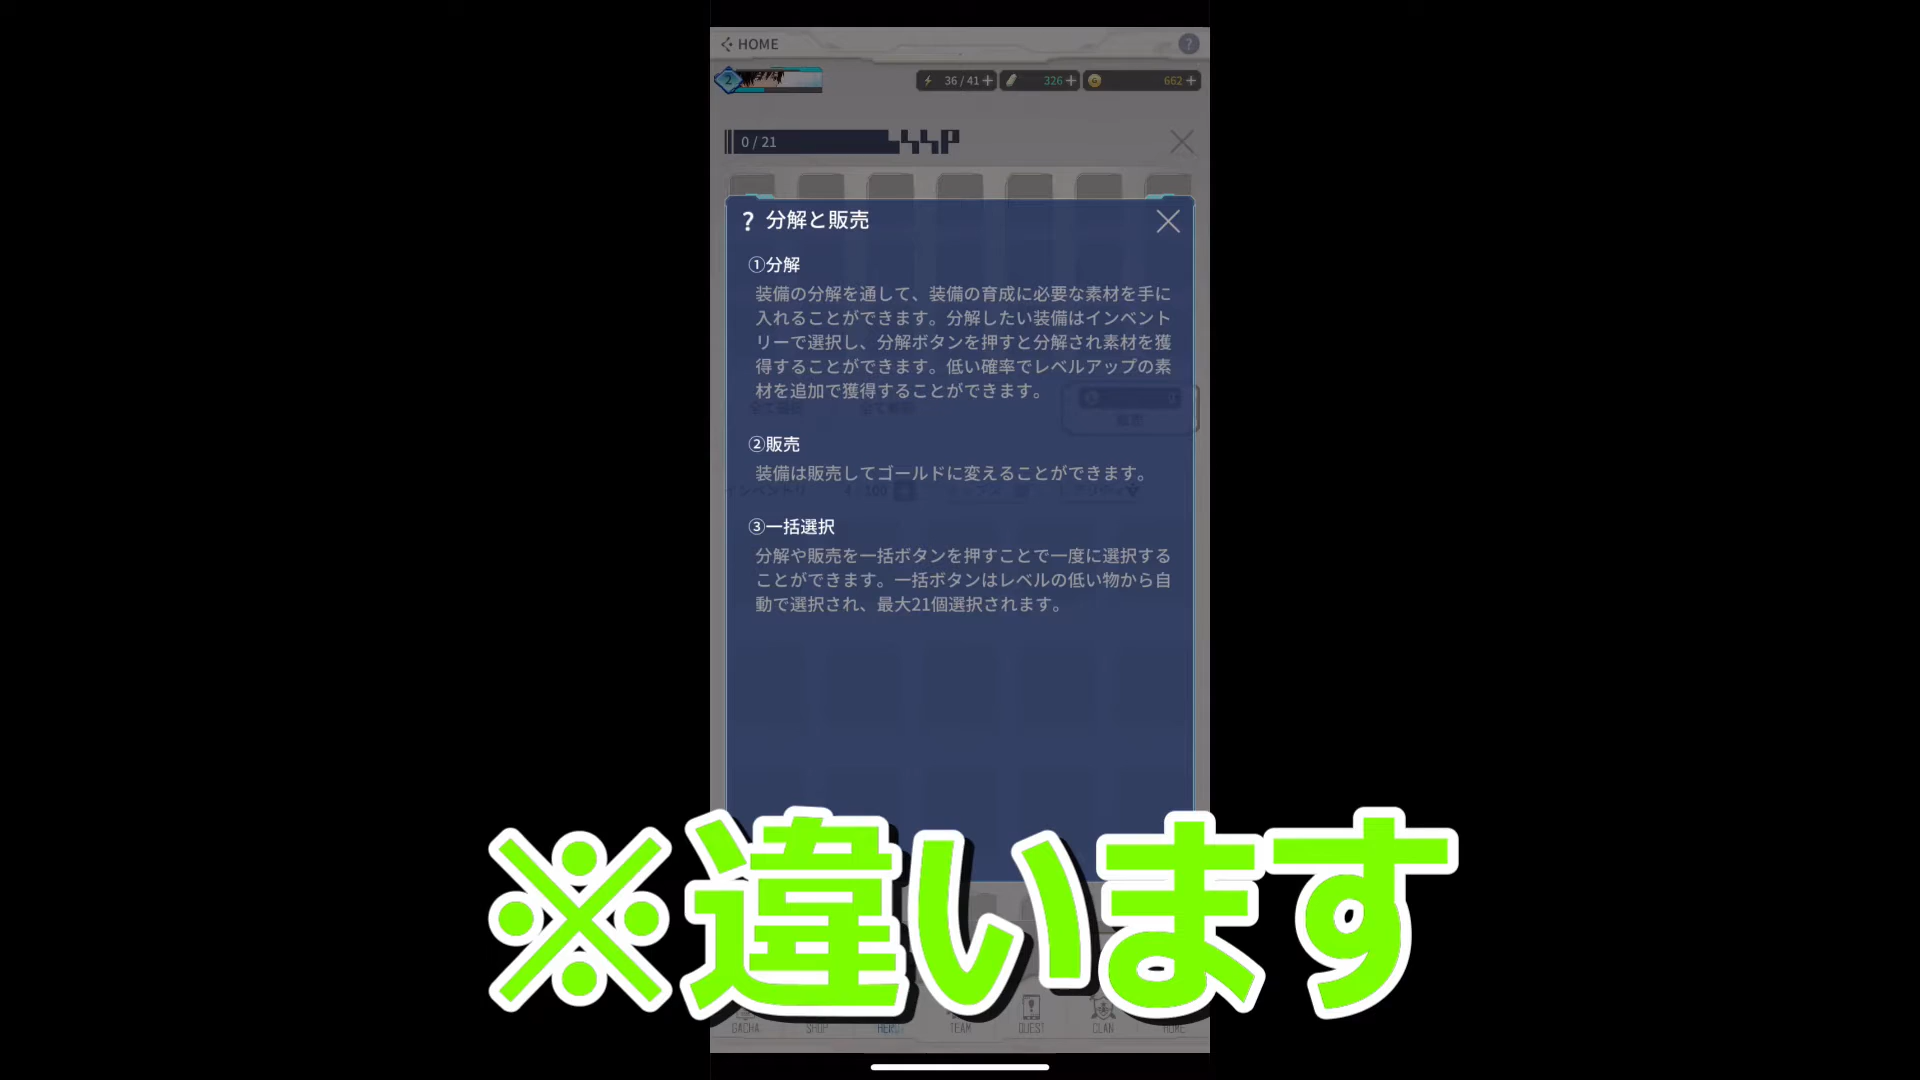 HOME
?
2
36 / 41
326
662
0 / 21
? 分解と販売
①分解
装備の分解を通して、装備の育成に必要な素材を手に
入れることができます。分解したい装備はインベント
リーで選択し、分解ボタンを押すと分解され素材を獲
得することができます。低い確率でレベルアップの素
材を追加で獲得することができます。
②販売
装備は販売してゴールドに変えることができます。
③一括選択
分解や販売を一括ボタンを押すことで一度に選択する
ことができます。一括ボタンはレベルの低い物から自
動で選択され、最大21個選択されます。
※違います
GACHA
SHOP
HERO
TEAM
QUEST
CLAN
HOME